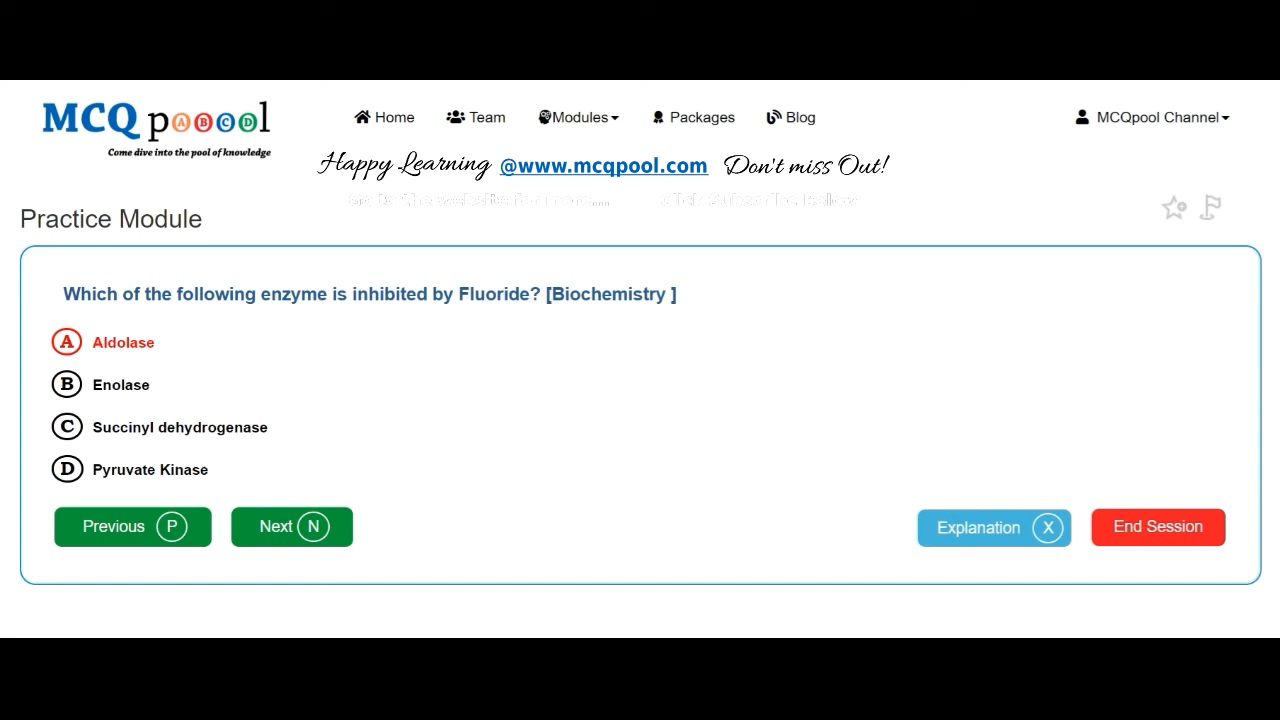 MCQ pooool
Come dive into the pool of knowledge
Home Team Modules Packages Blog MCQpool Channel
Happy Learning @www.mcqpool.com Don't miss Out!
Practice Module
Which of the following enzyme is inhibited by Fluoride? [Biochemistry ]
A Aldolase
B Enolase
C Succinyl dehydrogenase
D Pyruvate Kinase
Previous P Next N Explanation X End Session